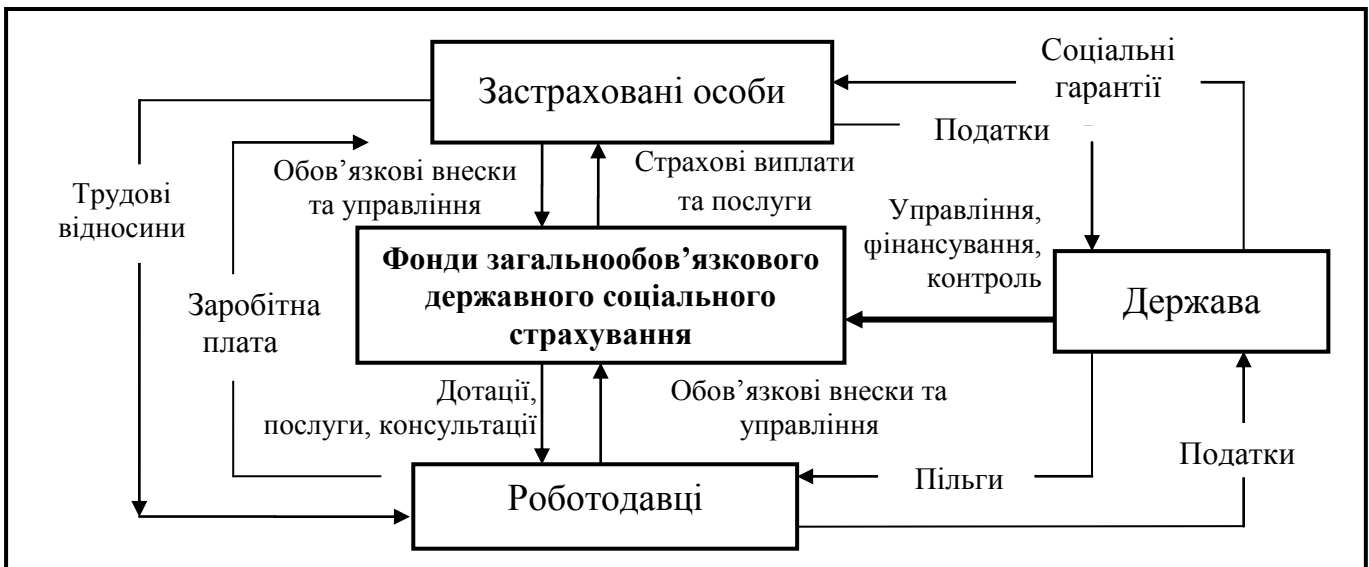 Соціальні
гарантії
Застраховані особи
Податки
Обов’язкові внески
та управління
Страхові виплати
та послуги
Трудові
відносини
Управління,
фінансування,
контроль
Фонди загальнообов’язкового
державного соціального
страхування
Держава
Заробітна
плата
Дотації,
послуги, консультації
Обов’язкові внески та
управління
Податки
Пільги
Роботодавці